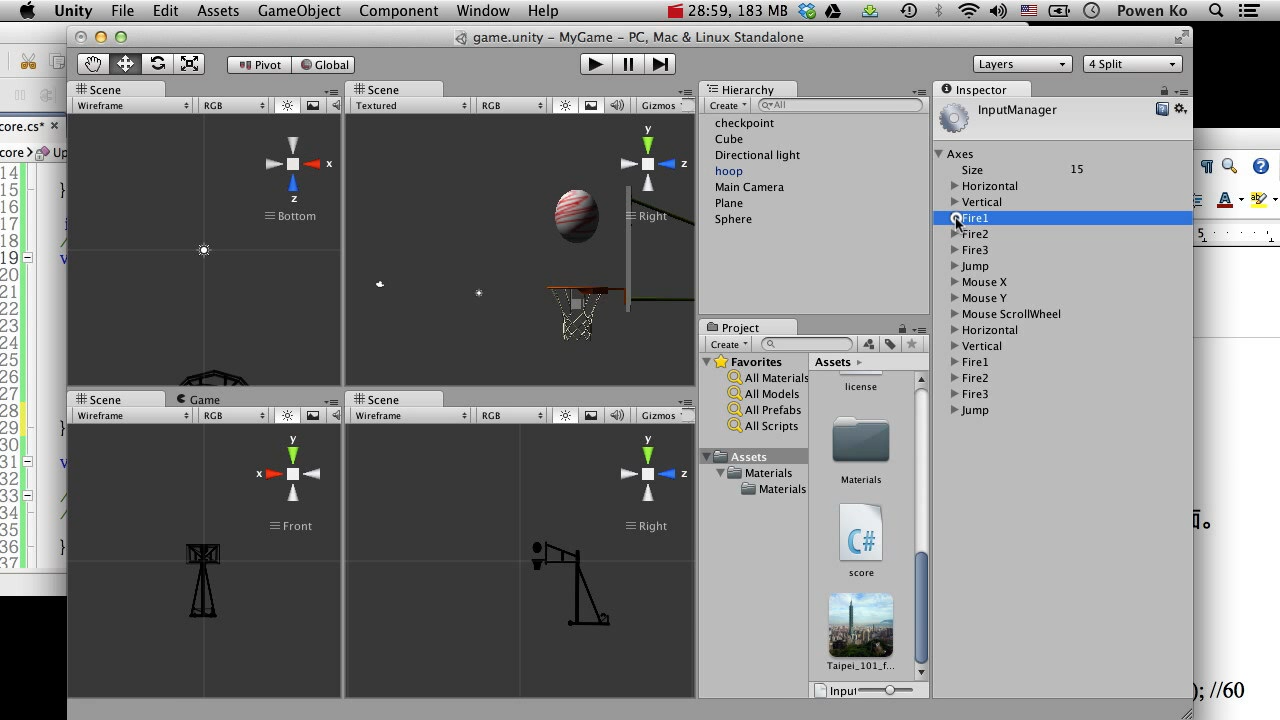 Unity File Edit Assets GameObject Component Window Help 28:59, 183 MB Powen Ko
game.unity – MyGame – PC, Mac & Linux Standalone
Pivot Global Layers 4 Split
Scene
Wireframe RGB
x
z
Bottom
Scene
Textured RGB Gizmos
y
z
Right
Scene Game
Wireframe RGB
y
x
Front
Scene
Wireframe RGB Gizmos
y
z
Right
Hierarchy
Create All
checkpoint
Cube
Directional light
hoop
Main Camera
Plane
Sphere
Project
Create
Favorites
All Materials
All Models
All Prefabs
All Scripts
Assets
Materials
Materials
Assets
license
Materials
C#
score
Taipei_101_f...
Input
Inspector
InputManager
Axes
Size 15
Horizontal
Vertical
Fire1
Fire2
Fire3
Jump
Mouse X
Mouse Y
Mouse ScrollWheel
Horizontal
Vertical
Fire1
Fire2
Fire3
Jump
core.cs*
core Up
14
15 }
16
17
18 /
19 v
20
21
22
23
24
25
26
27
28
29 }
30
31 v
32
33 /
34 /
35
36 }
37
5
。
); //60